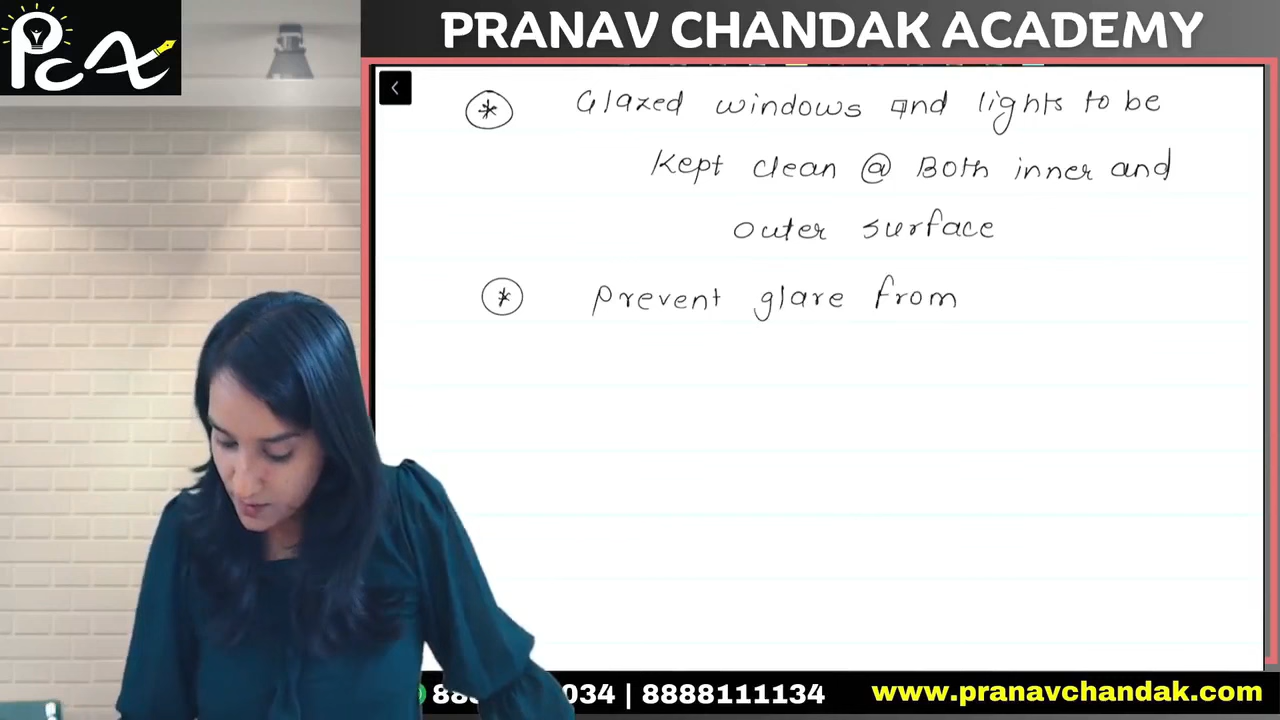 PCA
PRANAV CHANDAK ACADEMY
Glazed windows and lights to be
kept clean @ Both inner and
outer surface
prevent glare from
034 | 8888111134
www.pranavchandak.com